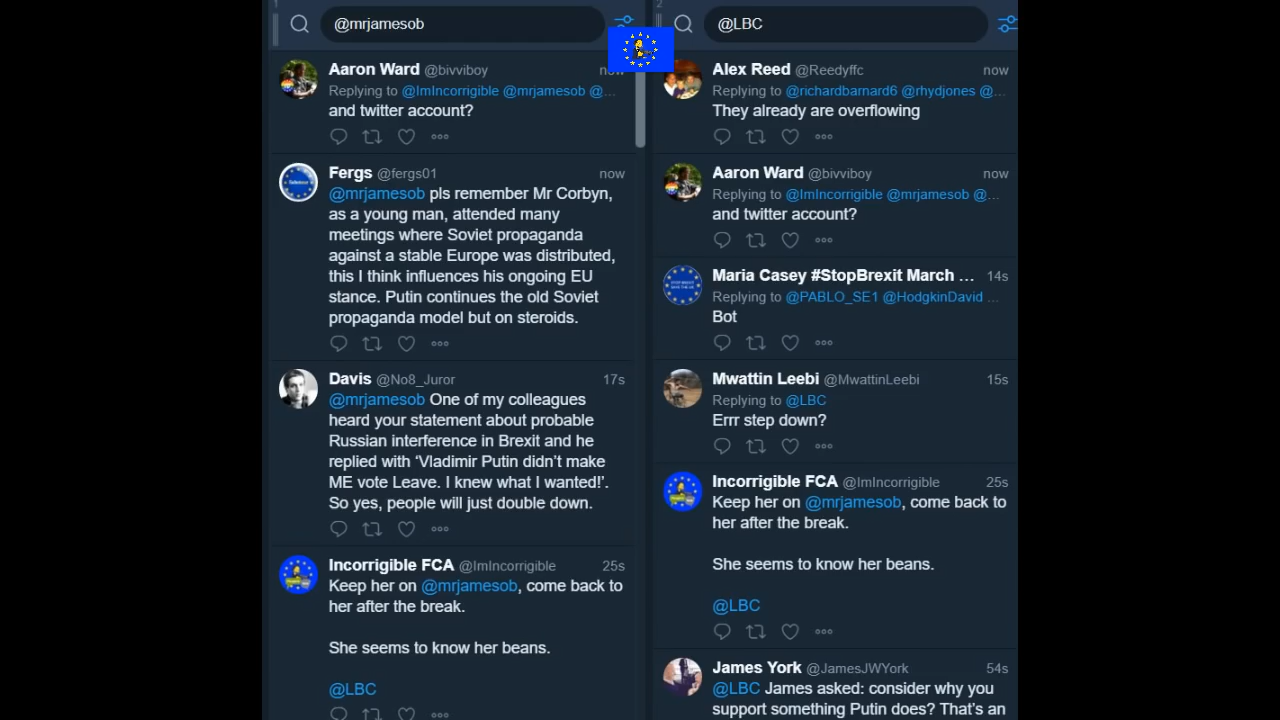 1
@mrjamesob
Aaron Ward @bivviboy now
Replying to @ImIncorrigible @mrjamesob @...
and twitter account?
Fergs @fergs01 now
@mrjamesob pls remember Mr Corbyn,
as a young man, attended many
meetings where Soviet propaganda
against a stable Europe was distributed,
this I think influences his ongoing EU
stance. Putin continues the old Soviet
propaganda model but on steroids.
Davis @No8_Juror 17s
@mrjamesob One of my colleagues
heard your statement about probable
Russian interference in Brexit and he
replied with ‘Vladimir Putin didn’t make
ME vote Leave. I knew what I wanted!’.
So yes, people will just double down.
Incorrigible FCA @ImIncorrigible 25s
Keep her on @mrjamesob, come back to
her after the break.
She seems to know her beans.
@LBC
2
@LBC
Alex Reed @Reedyffc now
Replying to @richardbarnard6 @rhydjones @...
They already are overflowing
Aaron Ward @bivviboy now
Replying to @ImIncorrigible @mrjamesob @...
and twitter account?
Maria Casey #StopBrexit March ... 14s
Replying to @PABLO_SE1 @HodgkinDavid ...
Bot
Mwattin Leebi @MwattinLeebi 15s
Replying to @LBC
Errr step down?
Incorrigible FCA @ImIncorrigible 25s
Keep her on @mrjamesob, come back to
her after the break.
She seems to know her beans.
@LBC
James York @JamesJWYork 54s
@LBC James asked: consider why you
support something Putin does? That's an